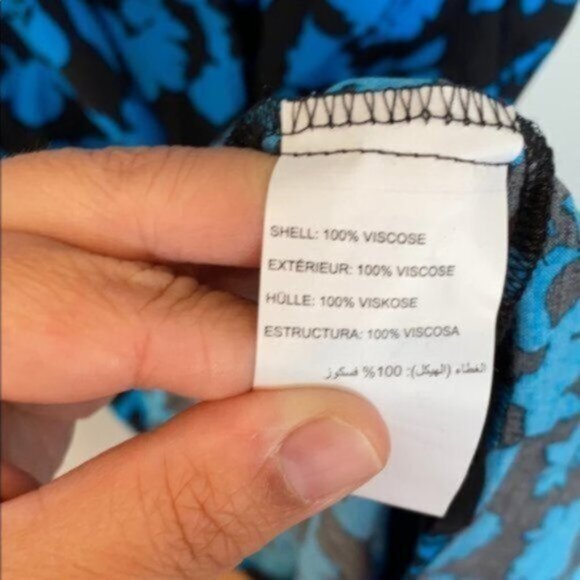 SHELL: 100% VISCOSE
EXTÉRIEUR: 100% VISCOSE
HÜLLE: 100% VISKOSE
ESTRUCTURA: 100% VISCOSA
الغطاء (الهيكل): 100% فسكوز